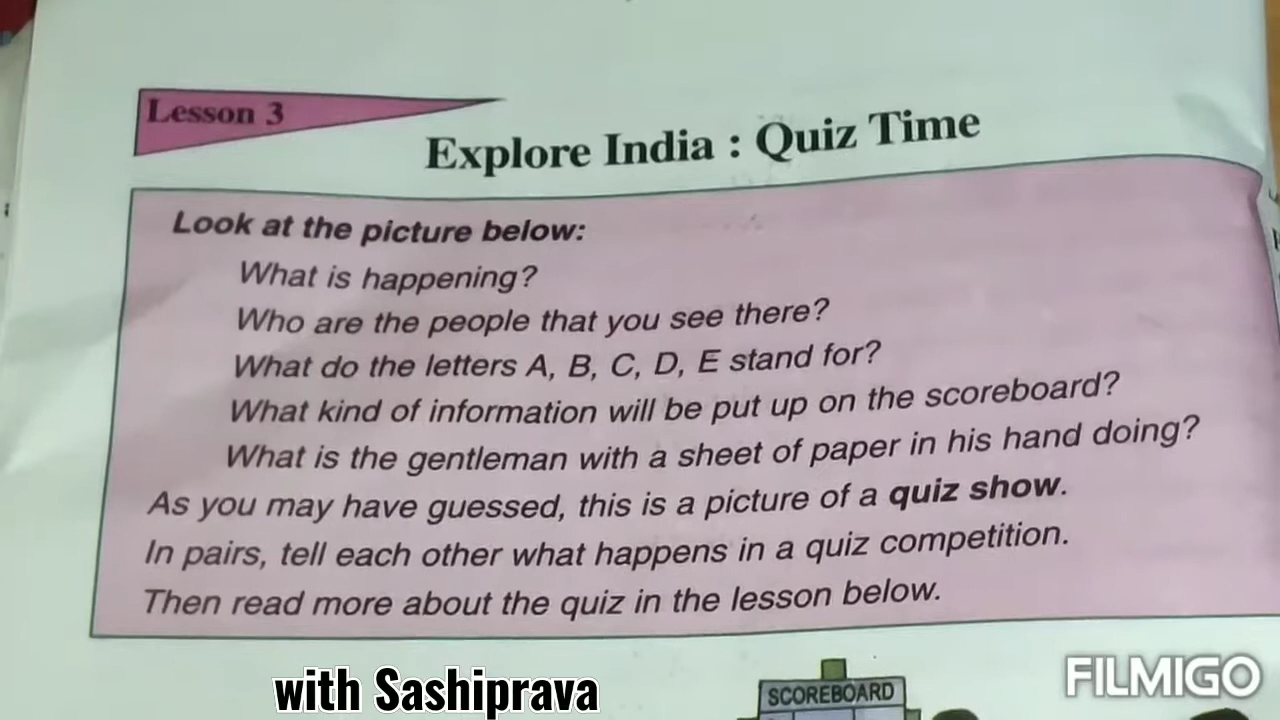 Lesson 3
Explore India : Quiz Time
Look at the picture below:
What is happening?
Who are the people that you see there?
What do the letters A, B, C, D, E stand for?
What kind of information will be put up on the scoreboard?
What is the gentleman with a sheet of paper in his hand doing?
As you may have guessed, this is a picture of a quiz show.
In pairs, tell each other what happens in a quiz competition.
Then read more about the quiz in the lesson below.
with Sashiprava
SCOREBOARD
FILMIGO